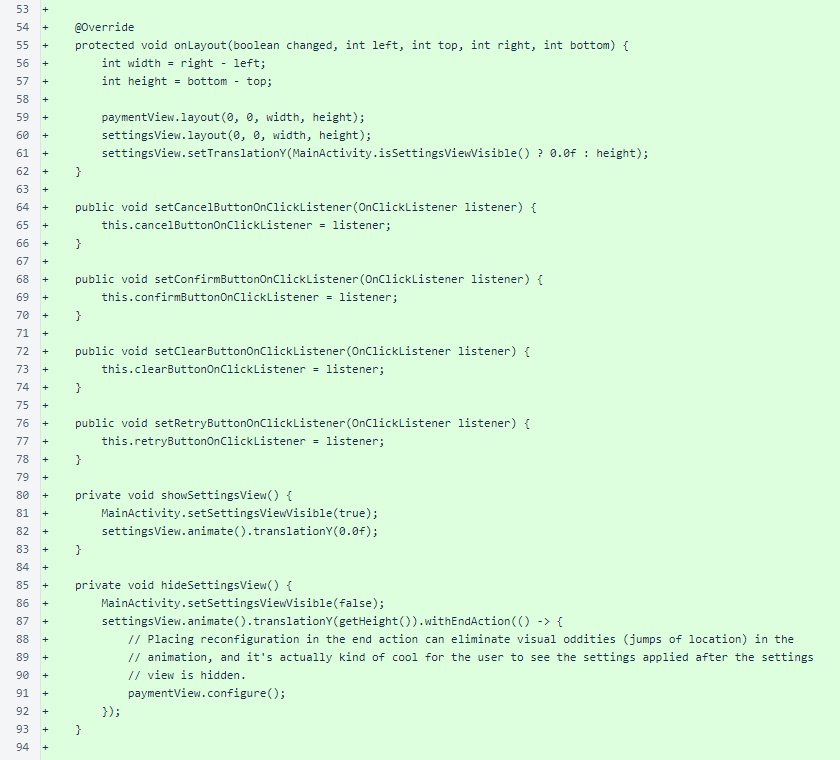 53 +
54 +    @Override
55 +    protected void onLayout(boolean changed, int left, int top, int right, int bottom) {
56 +        int width = right - left;
57 +        int height = bottom - top;
58 +
59 +        paymentView.layout(0, 0, width, height);
60 +        settingsView.layout(0, 0, width, height);
61 +        settingsView.setTranslationY(MainActivity.isSettingsViewVisible() ? 0.0f : height);
62 +    }
63 +
64 +    public void setCancelButtonOnClickListener(OnClickListener listener) {
65 +        this.cancelButtonOnClickListener = listener;
66 +    }
67 +
68 +    public void setConfirmButtonOnClickListener(OnClickListener listener) {
69 +        this.confirmButtonOnClickListener = listener;
70 +    }
71 +
72 +    public void setClearButtonOnClickListener(OnClickListener listener) {
73 +        this.clearButtonOnClickListener = listener;
74 +    }
75 +
76 +    public void setRetryButtonOnClickListener(OnClickListener listener) {
77 +        this.retryButtonOnClickListener = listener;
78 +    }
79 +
80 +    private void showSettingsView() {
81 +        MainActivity.setSettingsViewVisible(true);
82 +        settingsView.animate().translationY(0.0f);
83 +    }
84 +
85 +    private void hideSettingsView() {
86 +        MainActivity.setSettingsViewVisible(false);
87 +        settingsView.animate().translationY(getHeight()).withEndAction(() -> {
88 +            // Placing reconfiguration in the end action can eliminate visual oddities (jumps of location) in the
89 +            // animation, and it's actually kind of cool for the user to see the settings applied after the settings
90 +            // view is hidden.
91 +            paymentView.configure();
92 +        });
93 +    }
94 +